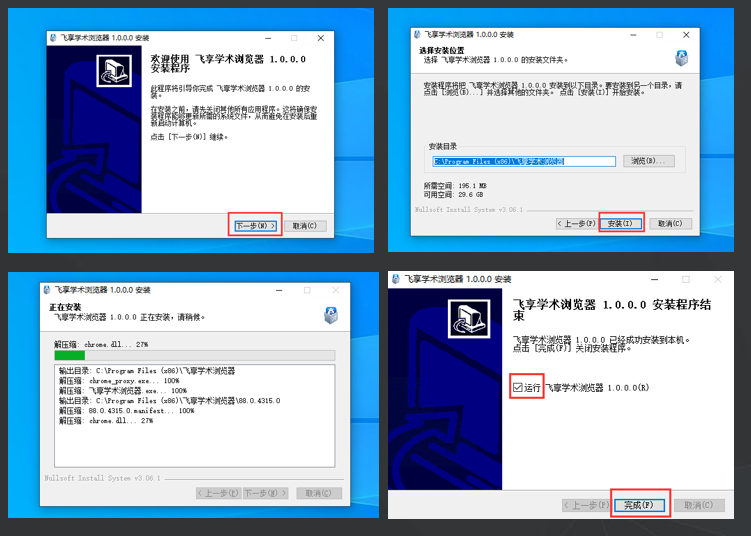 飞享学术浏览器 1.0.0.0 安装
欢迎使用 飞享学术浏览器 1.0.0.0
安装程序
此程序将引导你完成 飞享学术浏览器 1.0.0.0 的安
装。
在安装之前，请先关闭其他所有应用程序。这将确保安
装程序能够更新所需的系统文件，从而避免在安装后重
新启动计算机。
点击 [下一步(N)] 继续。
下一步(N) >
取消(C)
飞享学术浏览器 1.0.0.0 安装
选择安装位置
选择 飞享学术浏览器 1.0.0.0 的安装文件夹。
安装程序将把 飞享学术浏览器 1.0.0.0 安装到以下目录。要安装到另一个目录，请
点击 [浏览(B)...] 并选择其他的文件夹。 点击 [安装(I)] 开始安装。
安装目录
C:\Program Files (x86)\飞享学术浏览器
浏览(B)...
所需空间: 195.1 MB
可用空间: 29.6 GB
Nullsoft Install System v3.06.1
< 上一步(P)
安装(I)
取消(C)
飞享学术浏览器 1.0.0.0 安装
正在安装
飞享学术浏览器 1.0.0.0 正在安装，请稍候。
解压缩: chrome.dll... 27%
输出目录: C:\Program Files (x86)\飞享学术浏览器
解压缩: chrome_proxy.exe... 100%
解压缩: 飞享学术浏览器.exe... 100%
输出目录: C:\Program Files (x86)\飞享学术浏览器\88.0.4315.0
解压缩: 88.0.4315.0.manifest... 100%
解压缩: chrome.dll... 27%
Nullsoft Install System v3.06.1
< 上一步(P)
下一步(N) >
取消(C)
飞享学术浏览器 1.0.0.0 安装
飞享学术浏览器 1.0.0.0 安装程序结
束
飞享学术浏览器 1.0.0.0 已经成功安装到本机。
点击 [完成(F)] 关闭安装程序。
运行 飞享学术浏览器 1.0.0.0(R)
< 上一步(P)
完成(F)
取消(C)